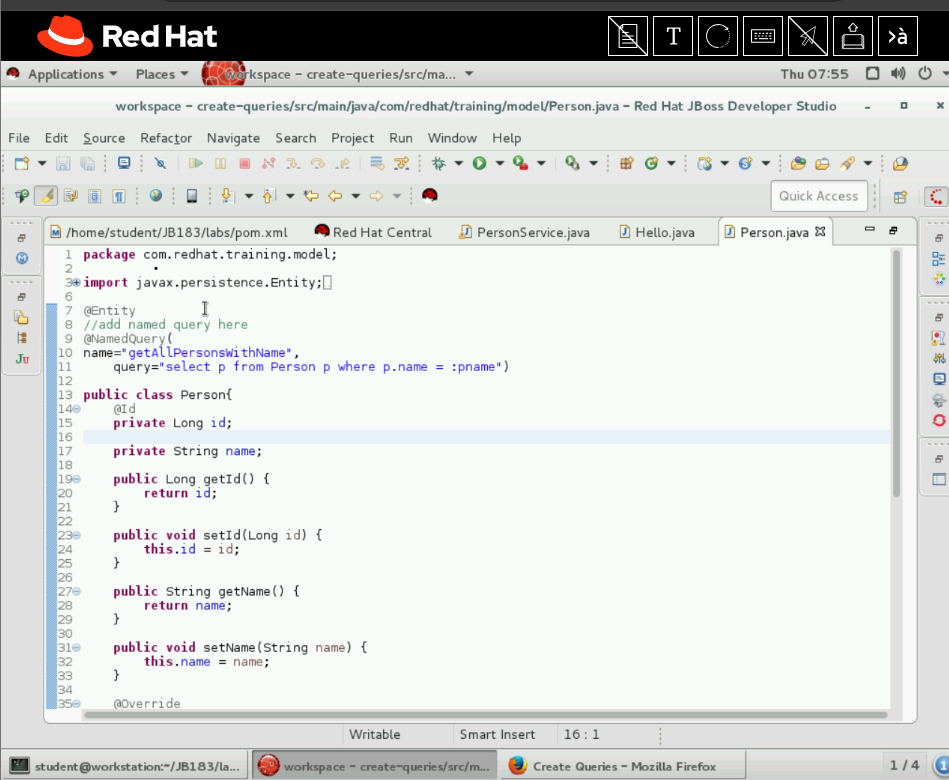 Red Hat
T
>à
Applications Places workspace – create-queries/src/ma... Thu 07:55
workspace – create-queries/src/main/java/com/redhat/training/model/Person.java – Red Hat JBoss Developer Studio
File Edit Source Refactor Navigate Search Project Run Window Help
Quick Access
/home/student/JB183/labs/pom.xml Red Hat Central PersonService.java Hello.java Person.java
1 package com.redhat.training.model;
2
3 import javax.persistence.Entity;
6
7 @Entity
8 //add named query here
9 @NamedQuery(
10 name="getAllPersonsWithName",
11 query="select p from Person p where p.name = :pname")
12
13 public class Person{
14 @Id
15 private Long id;
16
17 private String name;
18
19 public Long getId() {
20 return id;
21 }
22
23 public void setId(Long id) {
24 this.id = id;
25 }
26
27 public String getName() {
28 return name;
29 }
30
31 public void setName(String name) {
32 this.name = name;
33 }
34
35 @Override
Writable Smart Insert 16 : 1
student@workstation:~/JB183/la... workspace – create-queries/src/m... Create Queries – Mozilla Firefox 1 / 4